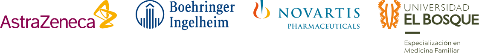 AstraZeneca
Boehringer
Ingelheim
NOVARTIS
PHARMACEUTICALS
UNIVERSIDAD
EL BOSQUE
Especialización en
Medicina Familiar